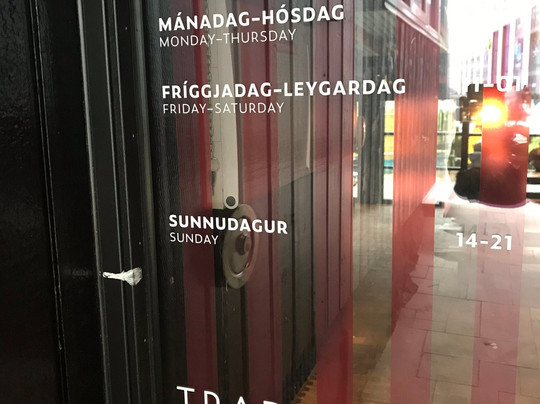 MÁNADAG–HÓSDAG
MONDAY–THURSDAY
FRÍGGJADAG–LEYGARDAG
FRIDAY–SATURDAY
SUNNUDAGUR
SUNDAY
14–21